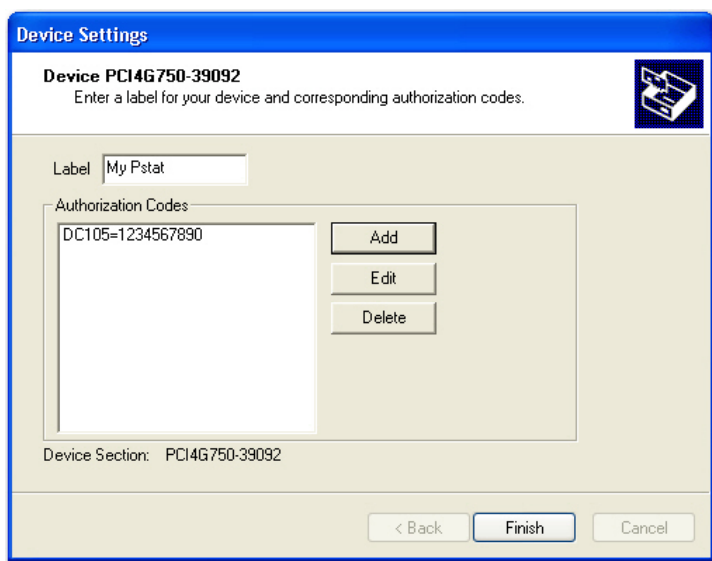 Device Settings
Device PCI4G750-39092
Enter a label for your device and corresponding authorization codes.
Label My Pstat
Authorization Codes
DC105=1234567890
Add
Edit
Delete
Device Section: PCI4G750-39092
< Back Finish Cancel